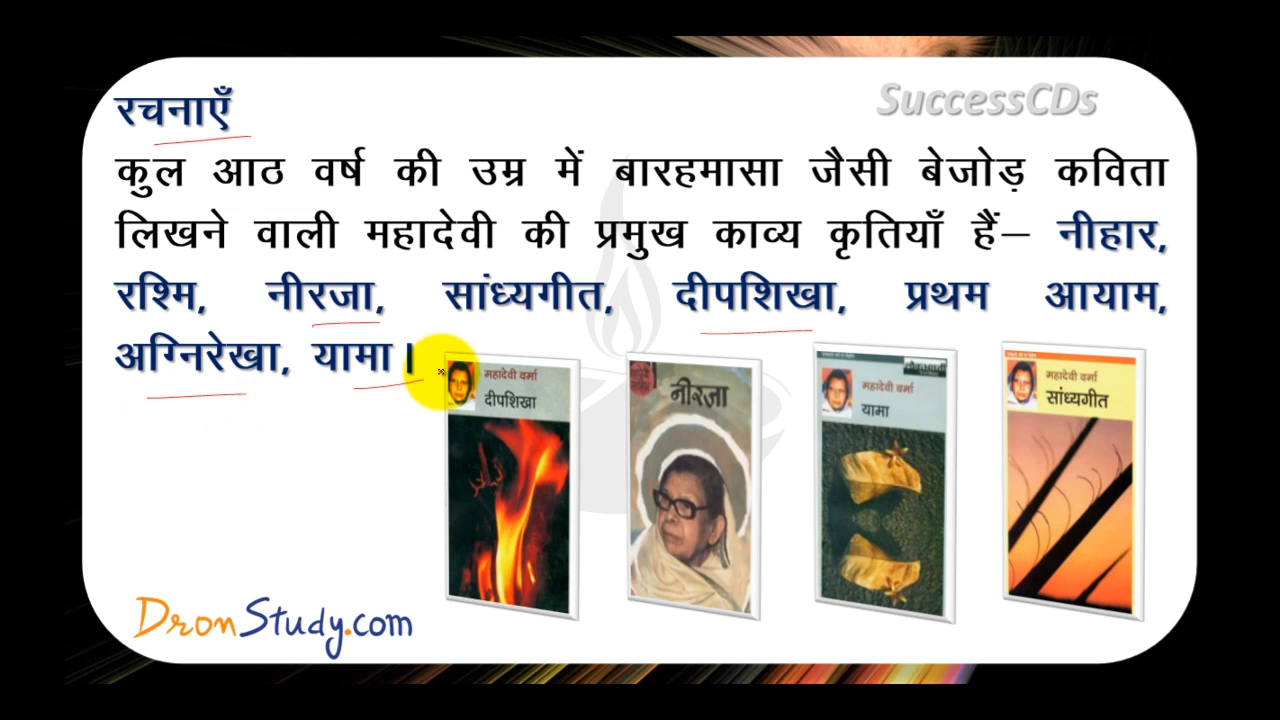 रचनाएँ
SuccessCDs
कुल आठ वर्ष की उम्र में बारहमासा जैसी बेजोड़ कविता
लिखने वाली महादेवी की प्रमुख काव्य कृतियाँ हैं– नीहार,
रश्मि, नीरजा, सांध्यगीत, दीपशिखा, प्रथम आयाम,
अग्निरेखा, यामा।
महादेवी वर्मा
दीपशिखा
नीरजा
महादेवी वर्मा
यामा
महादेवी वर्मा
सांध्यगीत
DronStudy.com